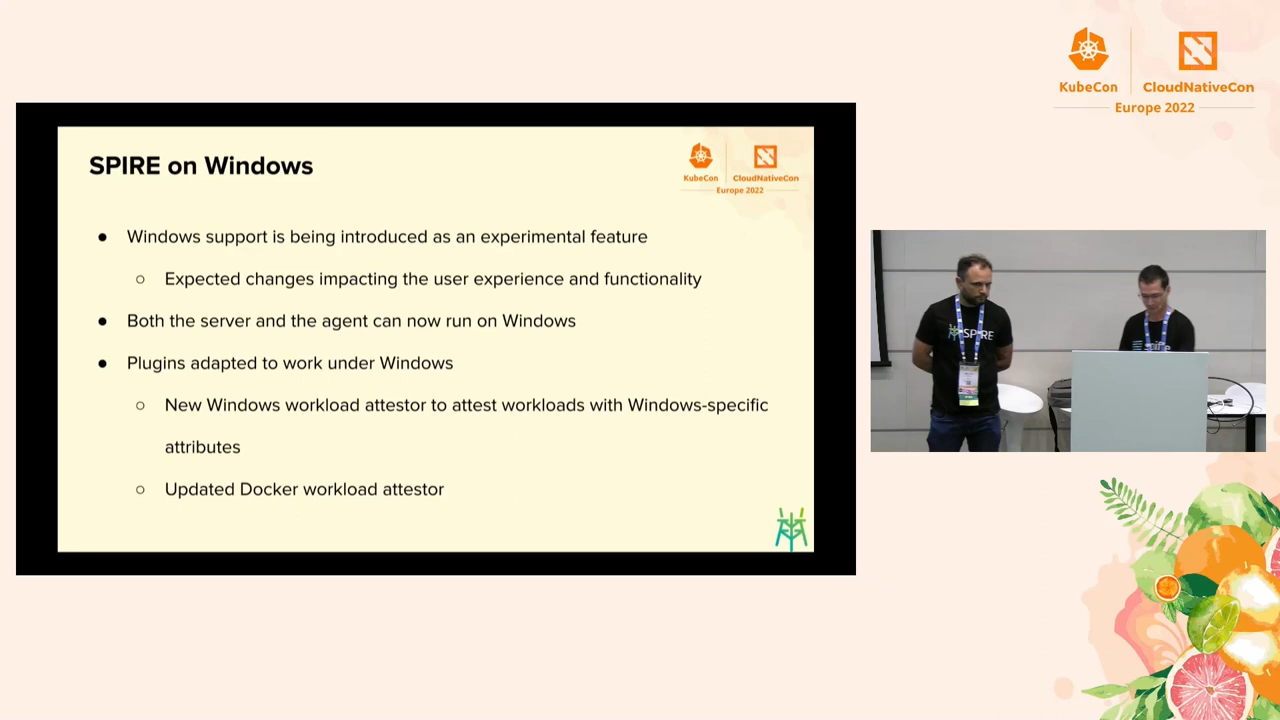 KubeCon
CloudNativeCon
Europe 2022
SPIRE on Windows
KubeCon
CloudNativeCon
Europe 2022
● Windows support is being introduced as an experimental feature
○ Expected changes impacting the user experience and functionality
● Both the server and the agent can now run on Windows
● Plugins adapted to work under Windows
○ New Windows workload attestor to attest workloads with Windows-specific
attributes
○ Updated Docker workload attestor
SPIRE
spiffe